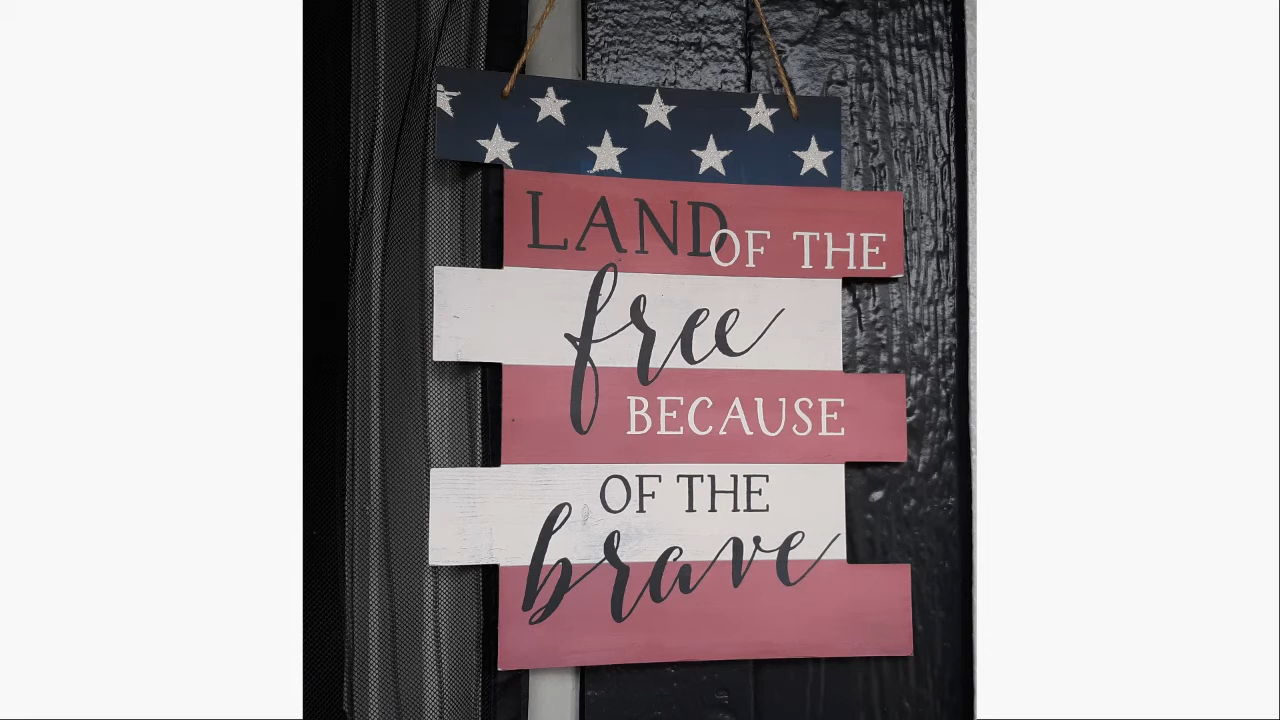 LAND OF THE
free
BECAUSE
OF THE
brave